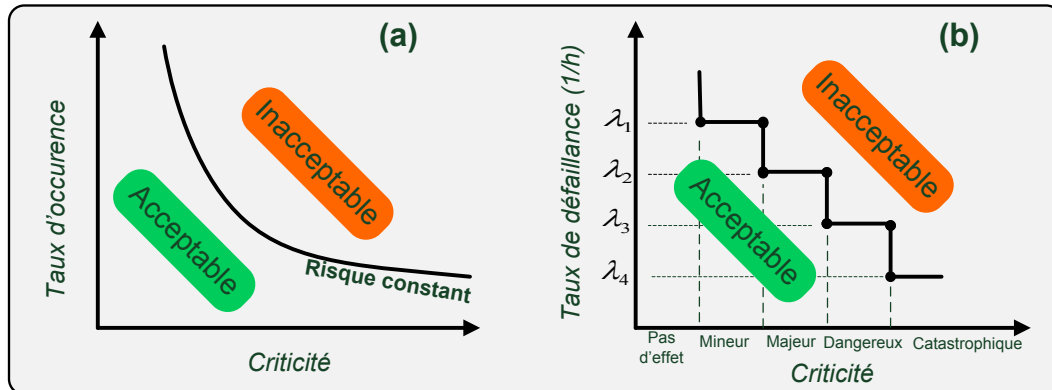 (a)
Taux d'occurence
Inacceptable
Acceptable
Risque constant
Criticité
(b)
Taux de défaillance (1/h)
λ1
λ2
λ3
λ4
Inacceptable
Acceptable
Pas
d'effet
Mineur
Majeur
Dangereux
Catastrophique
Criticité